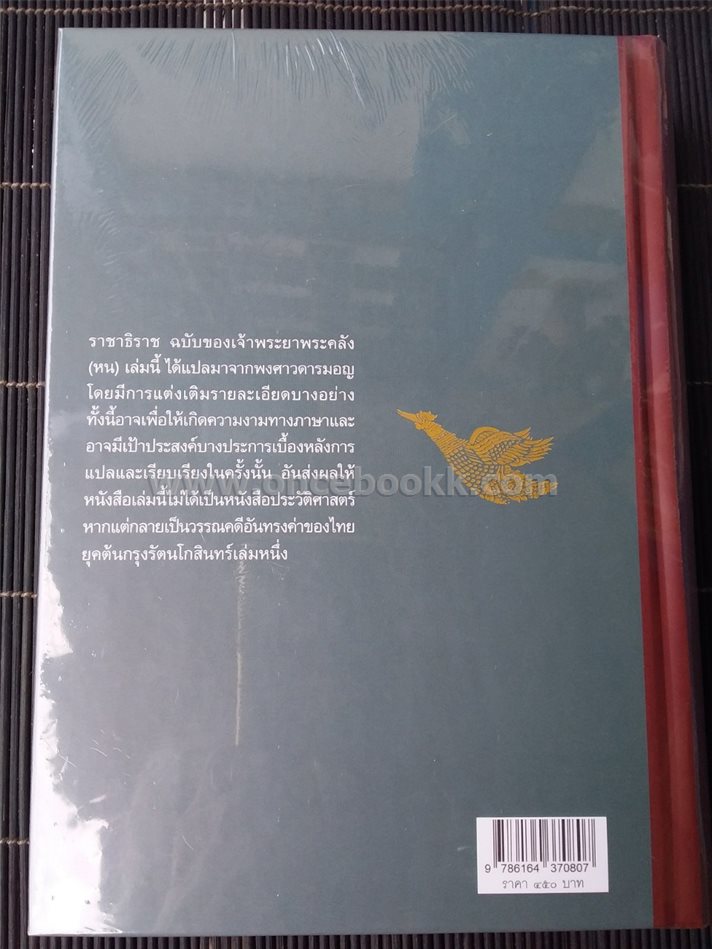 ราชาธิราช ฉบับของเจ้าพระยาพระคลัง
(หน) เล่มนี้ ได้แปลมาจากพงศาวดารมอญ
โดยมีการแต่งเติมรายละเอียดบางอย่าง
ทั้งนี้อาจเพื่อให้เกิดความงามทางภาษาและ
อาจมีเป้าประสงค์บางประการเบื้องหลังการ
แปลและเรียบเรียงในครั้งนั้น อันส่งผลให้
หนังสือเล่มนี้ไม่ได้เป็นหนังสือประวัติศาสตร์
หากแต่กลายเป็นวรรณคดีอันทรงค่าของไทย
ยุคต้นกรุงรัตนโกสินทร์เล่มหนึ่ง
www.oncebookk.com
9 786164 370807
ราคา ๔๕๐ บาท